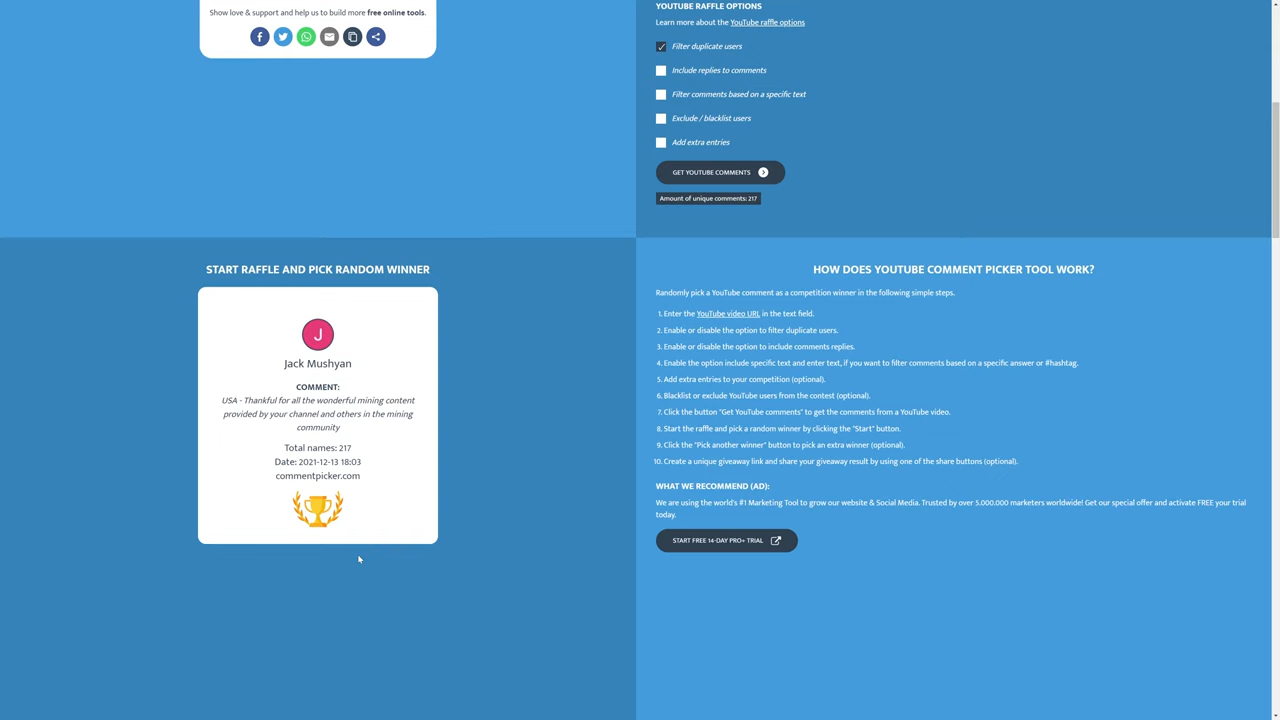 Show love & support and help us to build more free online tools.
YOUTUBE RAFFLE OPTIONS
Learn more about the YouTube raffle options
Filter duplicate users
Include replies to comments
Filter comments based on a specific text
Exclude / blacklist users
Add extra entries
GET YOUTUBE COMMENTS
Amount of unique comments: 217
START RAFFLE AND PICK RANDOM WINNER
J
Jack Mushyan
COMMENT:
USA - Thankful for all the wonderful mining content
provided by your channel and others in the mining
community
Total names: 217
Date: 2021-12-13 18:03
commentpicker.com
HOW DOES YOUTUBE COMMENT PICKER TOOL WORK?
Randomly pick a YouTube comment as a competition winner in the following simple steps.
1. Enter the YouTube video URL in the text field.
2. Enable or disable the option to filter duplicate users.
3. Enable or disable the option to include comments replies.
4. Enable the option include specific text and enter text, if you want to filter comments based on a specific answer or #hashtag.
5. Add extra entries to your competition (optional).
6. Blacklist or exclude YouTube users from the contest (optional).
7. Click the button "Get YouTube comments" to get the comments from a YouTube video.
8. Start the raffle and pick a random winner by clicking the "Start" button.
9. Click the "Pick another winner" button to pick an extra winner (optional).
10. Create a unique giveaway link and share your giveaway result by using one of the share buttons (optional).
WHAT WE RECOMMEND (AD):
We are using the world's #1 Marketing Tool to grow our website & Social Media. Trusted by over 5.000.000 marketers worldwide! Get our special offer and activate FREE your trial
today.
START FREE 14-DAY PRO+ TRIAL